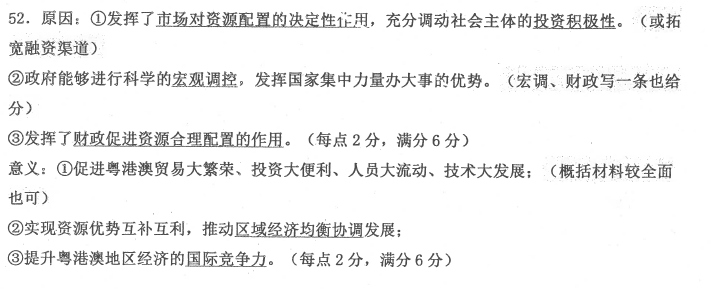 52．原因：①发挥了市场对资源配置的决定性作用，充分调动社会主体的投资积极性。（或拓
宽融资渠道）
②政府能够进行科学的宏观调控，发挥国家集中力量办大事的优势。（宏调、财政写一条也给
分）
③发挥了财政促进资源合理配置的作用。（每点2分，满分6分）
意义：①促进粤港澳贸易大繁荣、投资大便利、人员大流动、技术大发展；（概括材料较全面
也可）
②实现资源优势互补互利，推动区域经济均衡协调发展；
③提升粤港澳地区经济的国际竞争力。（每点2分，满分6分）